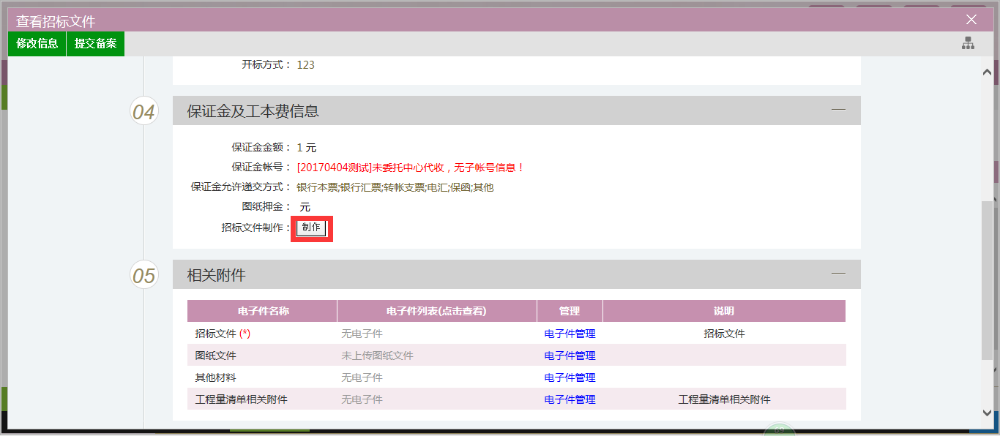 查看招标文件
修改信息 提交备案
开标方式： 123
04 保证金及工本费信息
保证金金额： 1 元
保证金帐号： [20170404测试]未委托中心代收，无子帐号信息！
保证金允许递交方式： 银行本票;银行汇票;转帐支票;电汇;保函;其他
图纸押金： 元
招标文件制作： 制作
05 相关附件
电子件名称 电子件列表(点击查看) 管理 说明
招标文件 (*) 无电子件 电子件管理 招标文件
图纸文件 未上传图纸文件 电子件管理
其他材料 无电子件 电子件管理
工程量清单相关附件 无电子件 电子件管理 工程量清单相关附件